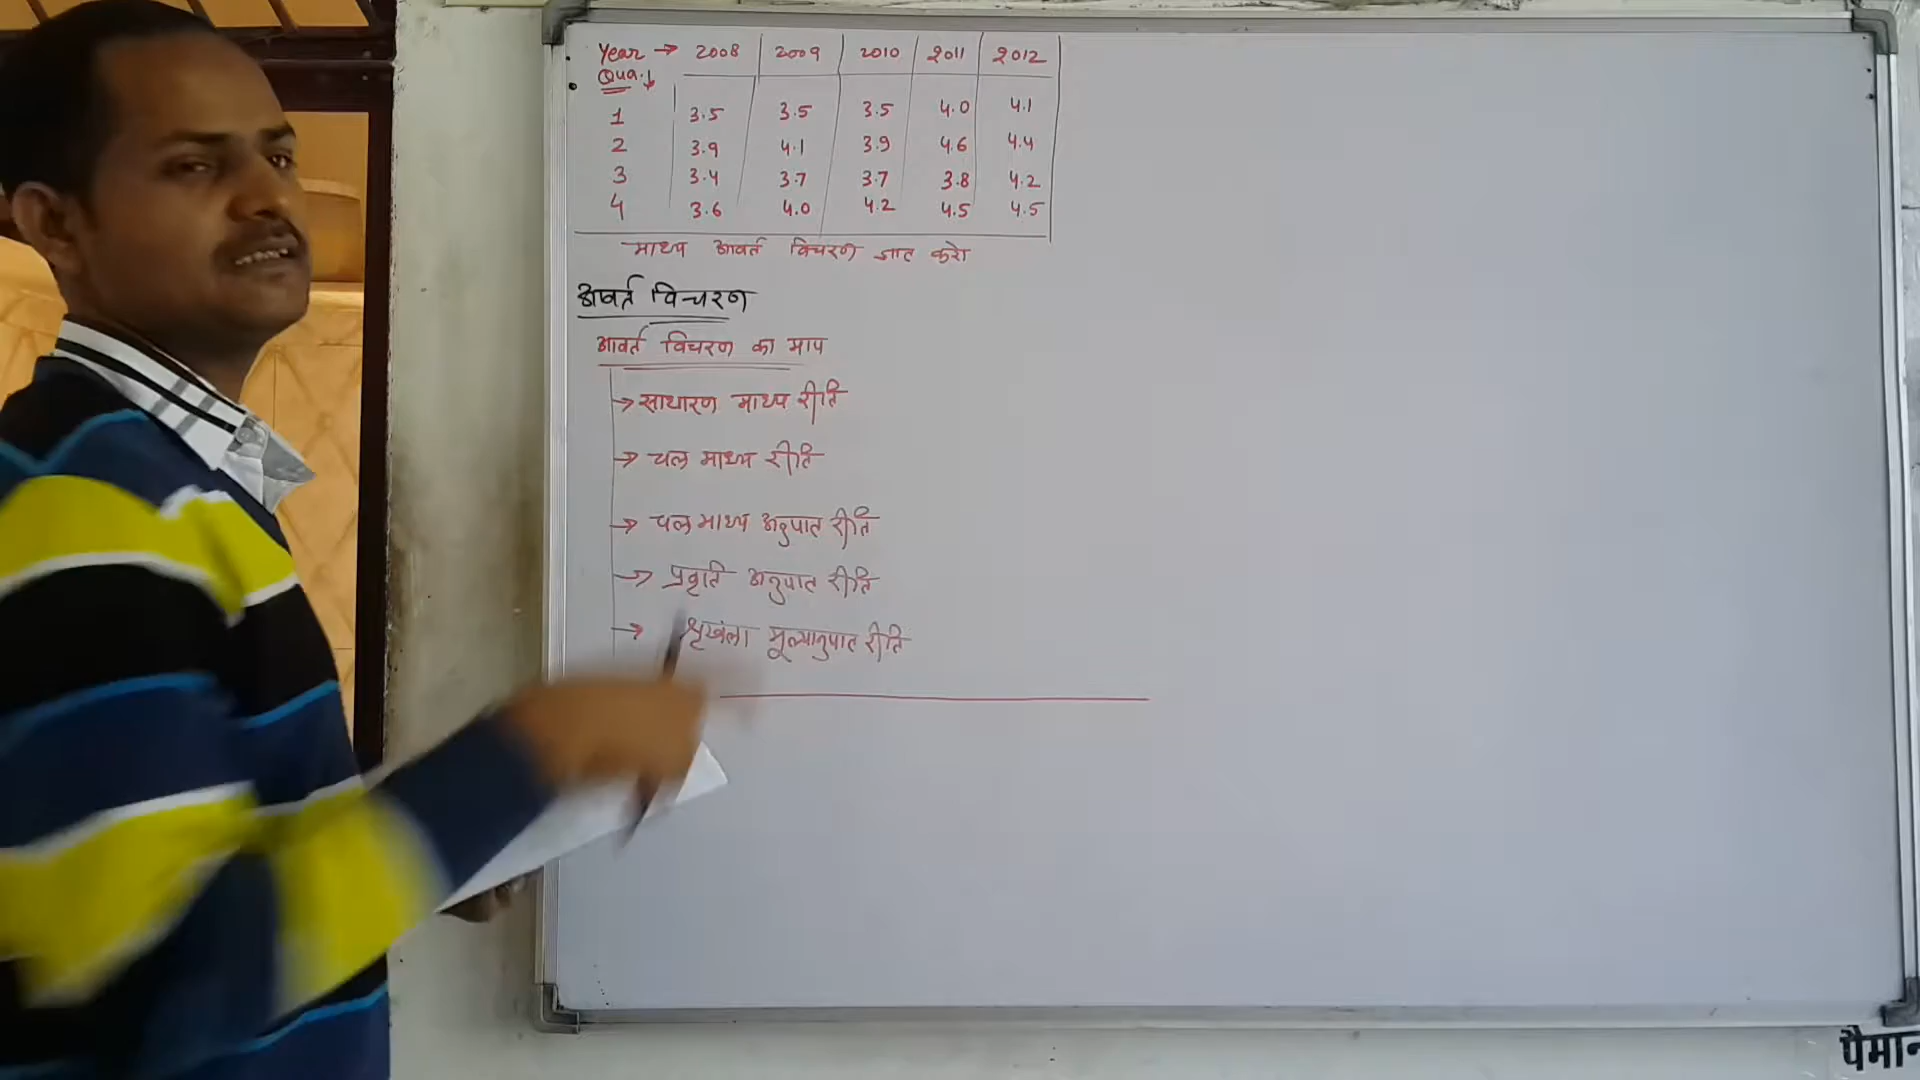 Year → 2008 2009 2010 2011 2012
Qua. ↓
1 3.5 3.5 3.5 4.0 4.1
2 3.9 4.1 3.9 4.6 4.4
3 3.4 3.7 3.7 3.8 4.2
4 3.6 4.0 4.2 4.5 4.5
माध्य आवर्त विचरण ज्ञात करो
आवर्त विचरण
आवर्त विचरण का माप
→ साधारण माध्य रीति
→ चल माध्य रीति
→ चल माध्य अनुपात रीति
→ प्रवृति अनुपात रीति
→ श्रृखंला मूल्यानुपात रीति